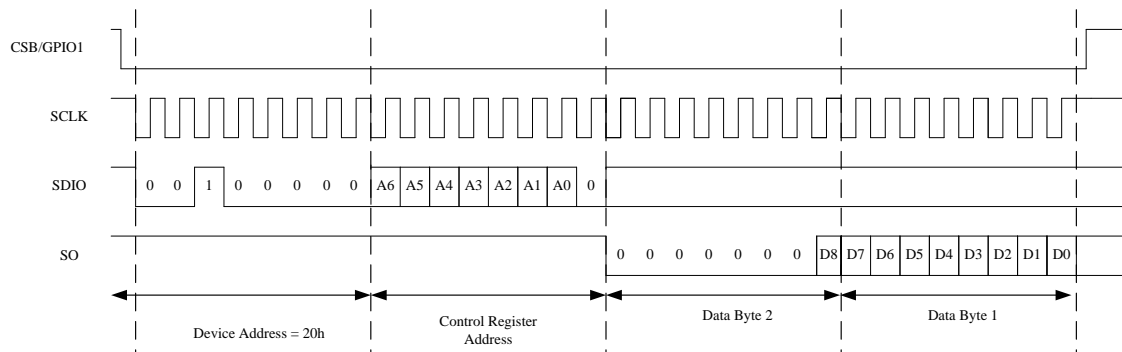 CSB/GPIO1
SCLK
SDIO
0 0 1 0 0 0 0 0 A6 A5 A4 A3 A2 A1 A0 0
SO
0 0 0 0 0 0 0 D8 D7 D6 D5 D4 D3 D2 D1 D0
Device Address = 20h
Control Register
Address
Data Byte 2
Data Byte 1